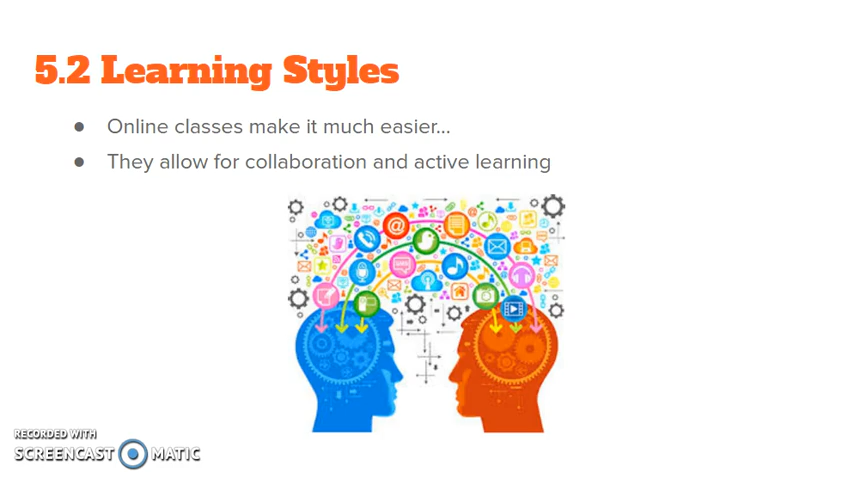 5.2 Learning Styles
● Online classes make it much easier...
● They allow for collaboration and active learning
@
SMS
RECORDED WITH
SCREENCAST MATIC